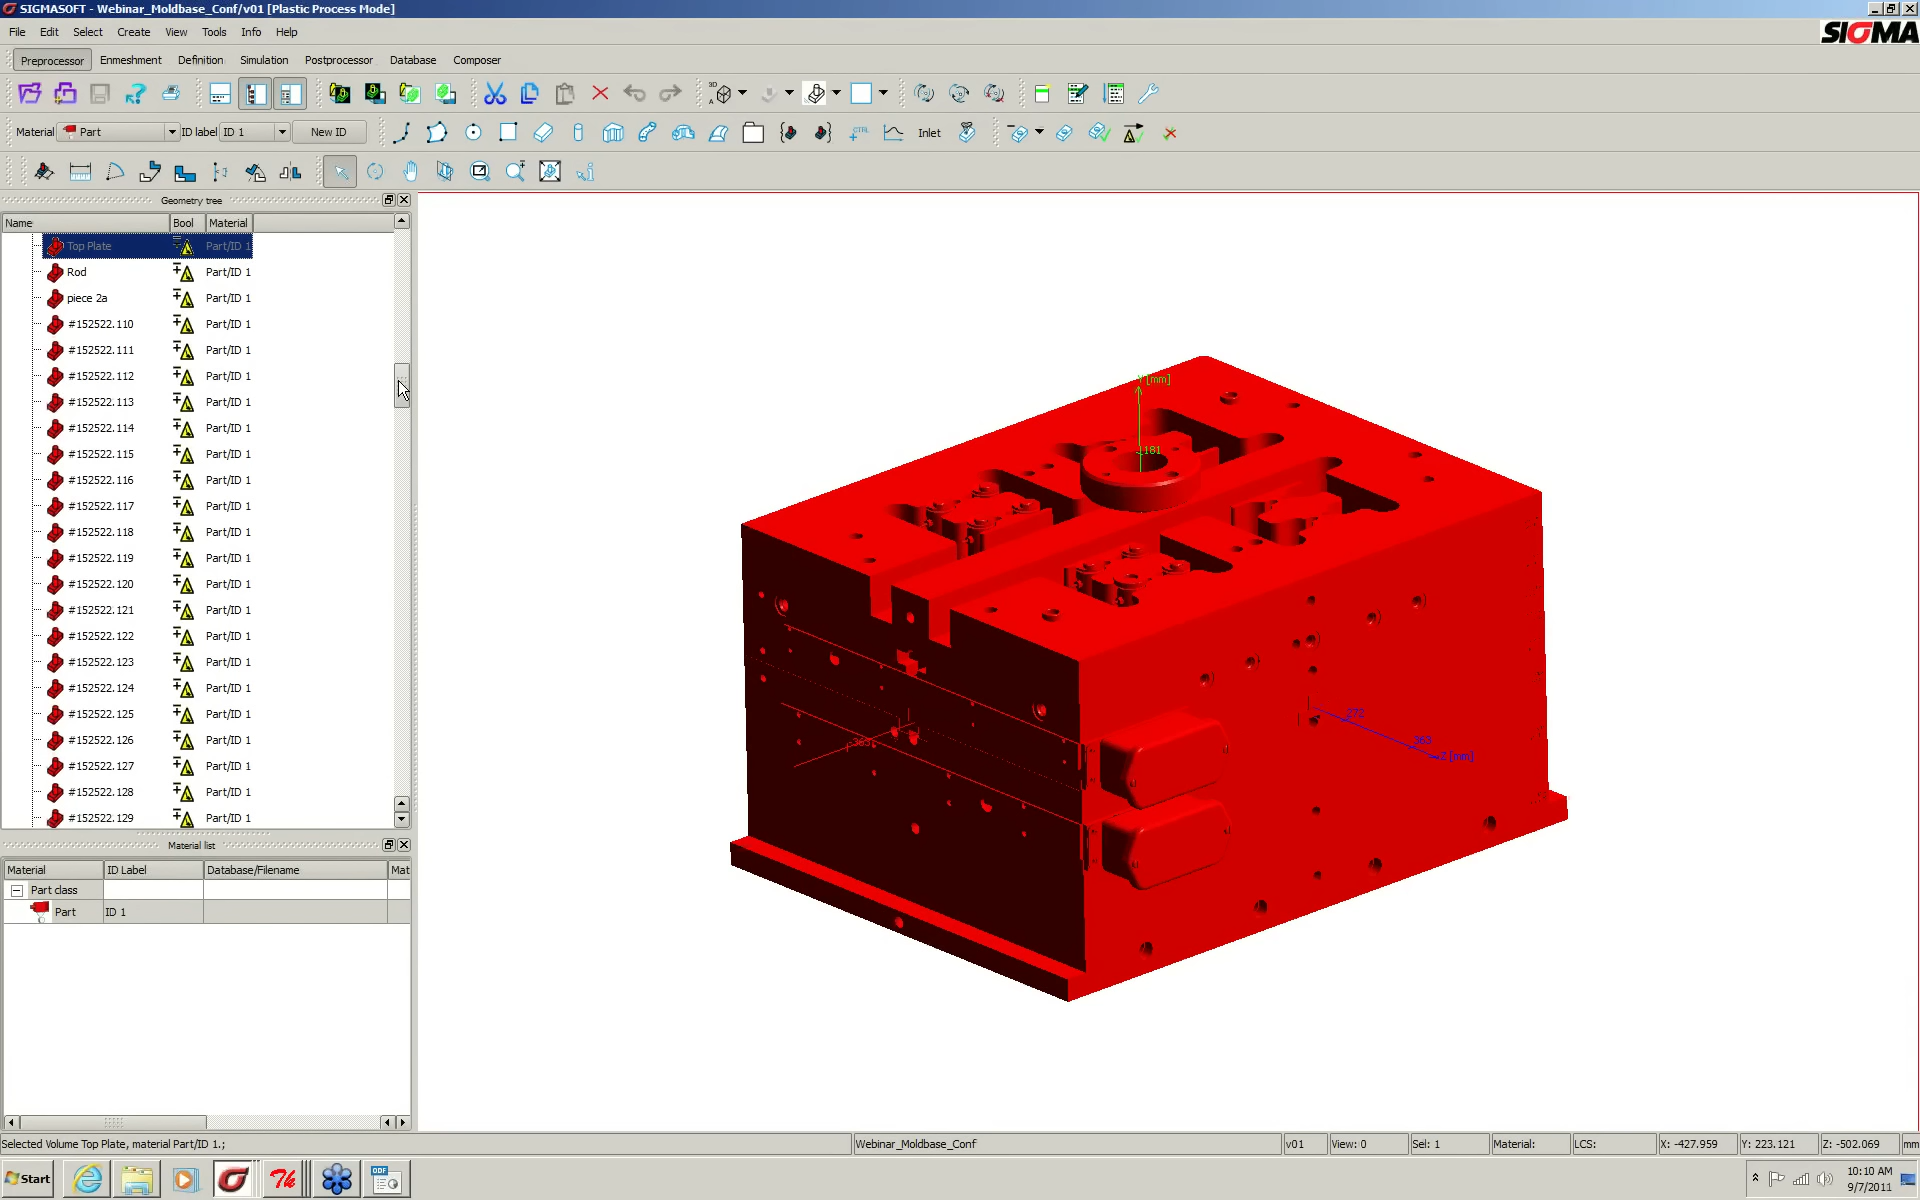 SIGMASOFT - Webinar_Moldbase_Conf/v01 [Plastic Process Mode]
File Edit Select Create View Tools Info Help
SIGMA
Preprocessor Enmeshment Definition Simulation Postprocessor Database Composer
Material Part ID label ID 1 New ID Inlet
Geometry tree
Name Bool Material
Top Plate Part/ID 1
Rod Part/ID 1
piece 2a Part/ID 1
#152522.110 Part/ID 1
#152522.111 Part/ID 1
#152522.112 Part/ID 1
#152522.113 Part/ID 1
#152522.114 Part/ID 1
#152522.115 Part/ID 1
#152522.116 Part/ID 1
#152522.117 Part/ID 1
#152522.118 Part/ID 1
#152522.119 Part/ID 1
#152522.120 Part/ID 1
#152522.121 Part/ID 1
#152522.122 Part/ID 1
#152522.123 Part/ID 1
#152522.124 Part/ID 1
#152522.125 Part/ID 1
#152522.126 Part/ID 1
#152522.127 Part/ID 1
#152522.128 Part/ID 1
#152522.129 Part/ID 1
Y [mm]
181
272
363
Z [mm]
Material list
Material ID Label Database/Filename Mat
Part class
Part ID 1
Selected Volume Top Plate, material Part/ID 1.; Webinar_Moldbase_Conf v01 View: 0 Sel: 1 Material: LCS: X: -427.959 Y: 223.121 Z: -502.069 mm
Start Th ODF 10:10 AM
9/7/2011